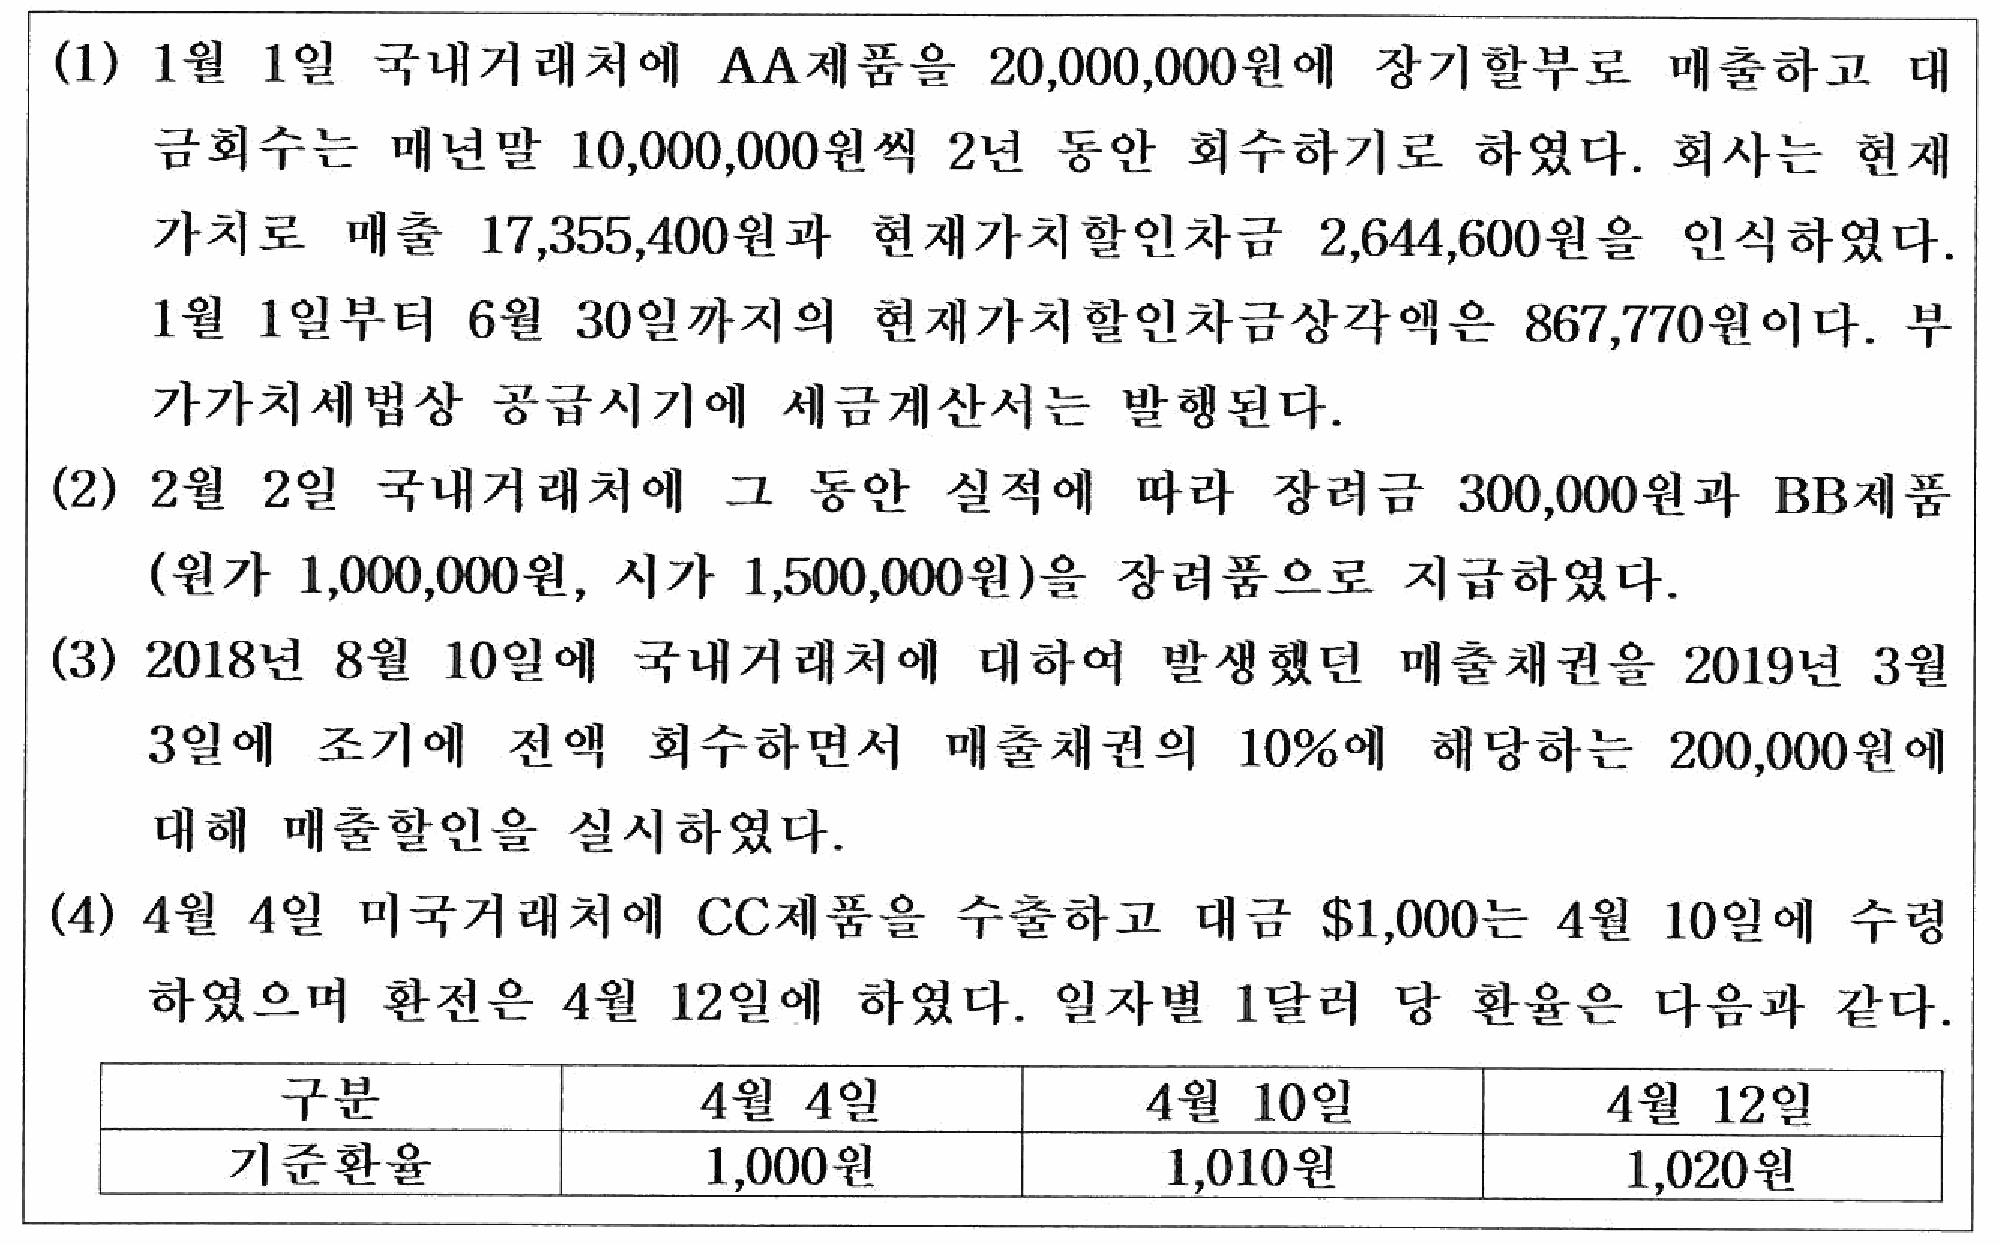 (1) 1월 1일 국내거래처에 AA제품을 20,000,000원에 장기할부로 매출하고 대
금회수는 매년말 10,000,000원씩 2년 동안 회수하기로 하였다. 회사는 현재
가치로 매출 17,355,400원과 현재가치할인차금 2,644,600원을 인식하였다.
1월 1일부터 6월 30일까지의 현재가치할인차금상각액은 867,770원이다. 부
가가치세법상 공급시기에 세금계산서는 발행된다.
(2) 2월 2일 국내거래처에 그 동안 실적에 따라 장려금 300,000원과 BB제품
(원가 1,000,000원, 시가 1,500,000원)을 장려품으로 지급하였다.
(3) 2018년 8월 10일에 국내거래처에 대하여 발생했던 매출채권을 2019년 3월
3일에 조기에 전액 회수하면서 매출채권의 10%에 해당하는 200,000원에
대해 매출할인을 실시하였다.
(4) 4월 4일 미국거래처에 CC제품을 수출하고 대금 $1,000는 4월 10일에 수령
하였으며 환전은 4월 12일에 하였다. 일자별 1달러 당 환율은 다음과 같다.
구분 4월 4일 4월 10일 4월 12일
기준환율 1,000원 1,010원 1,020원